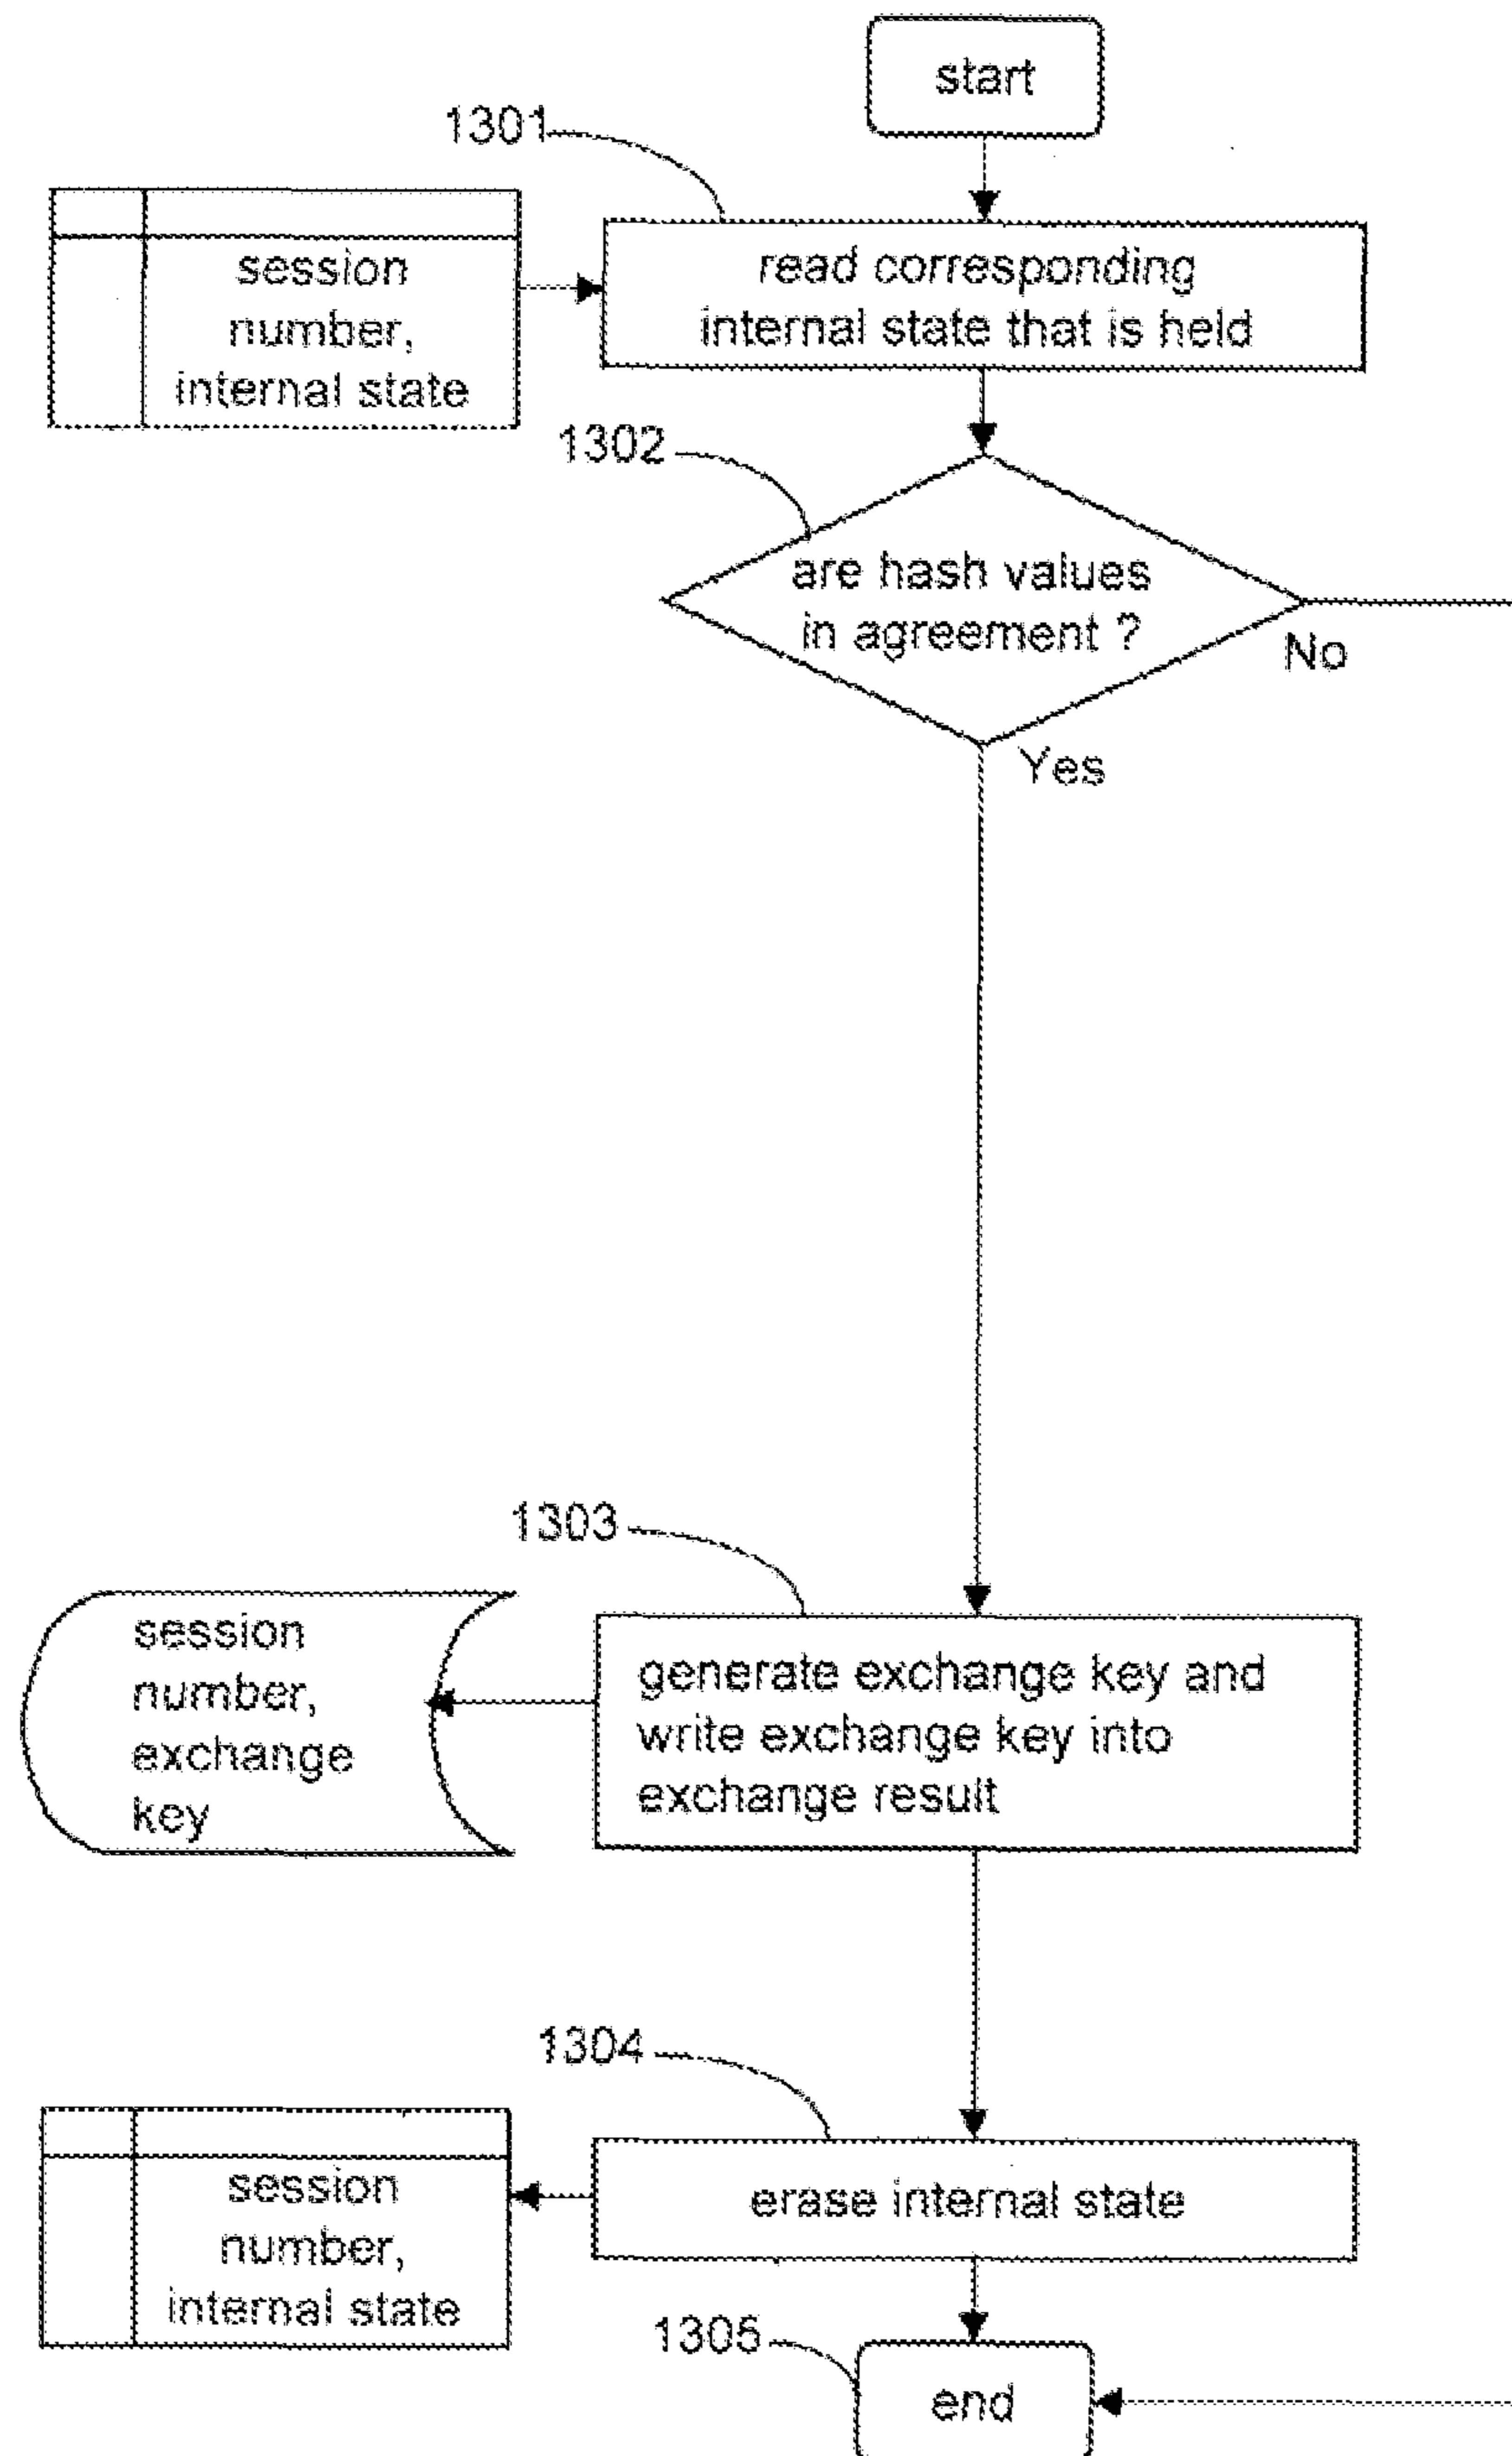 start
1301
session
number,
internal state
read corresponding
internal state that is held
1302
are hash values
in agreement ?
No
Yes
1303
session
number,
exchange
key
generate exchange key and
write exchange key into
exchange result
1304
session
number,
internal state
erase internal state
1305
end